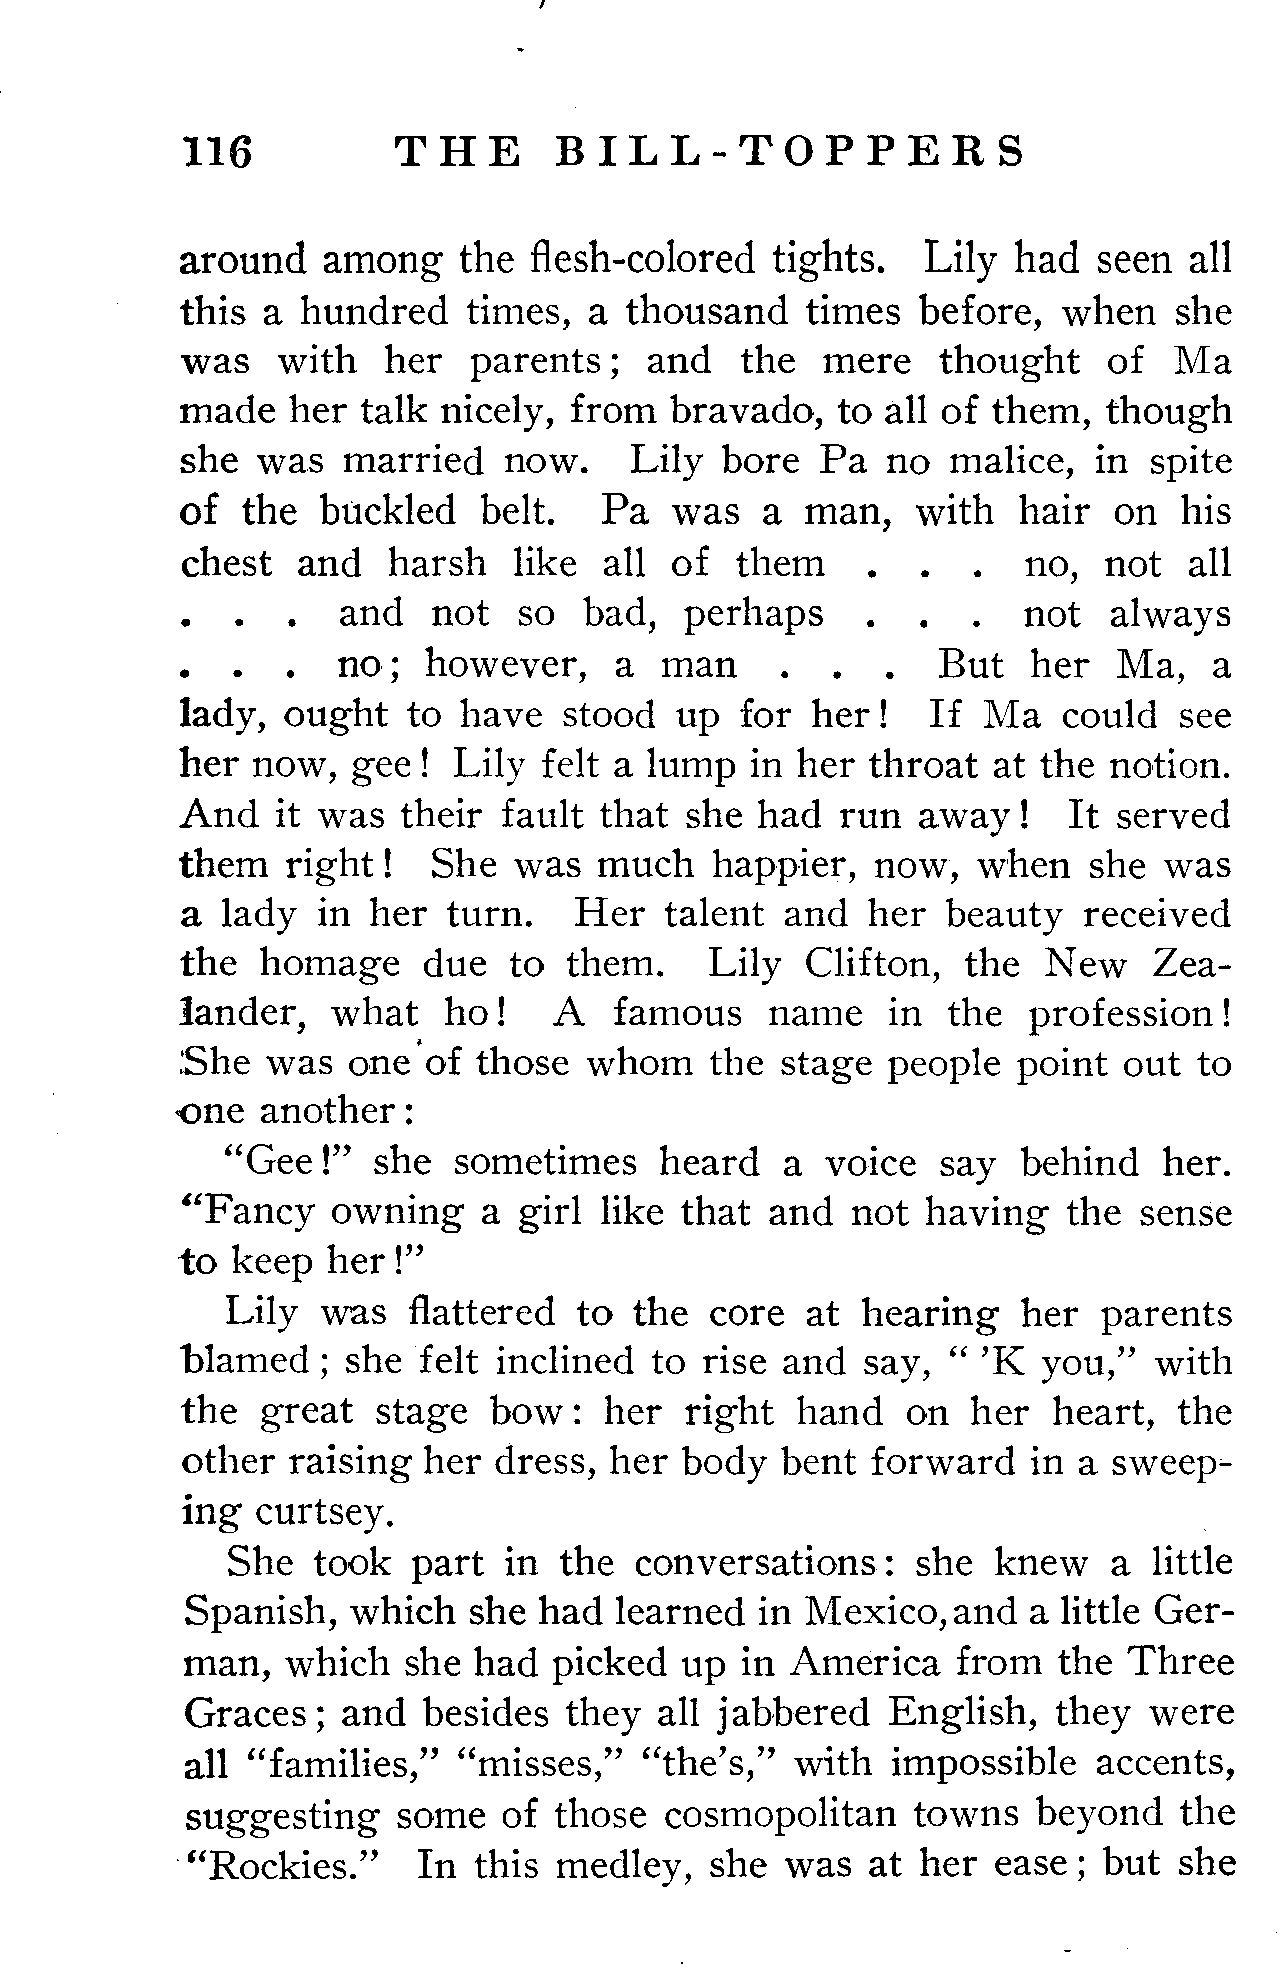 116 THE BILL-TOPPERS
around among the flesh-colored tights. Lily had seen all
this a hundred times, a thousand times before, when she
was with her parents; and the mere thought of Ma
made her talk nicely, from bravado, to all of them, though
she was married now. Lily bore Pa no malice, in spite
of the buckled belt. Pa was a man, with hair on his
chest and harsh like all of them . . . no, not all
. . . and not so bad, perhaps . . . not always
. . . no; however, a man . . . But her Ma, a
lady, ought to have stood up for her! If Ma could see
her now, gee! Lily felt a lump in her throat at the notion.
And it was their fault that she had run away! It served
them right! She was much happier, now, when she was
a lady in her turn. Her talent and her beauty received
the homage due to them. Lily Clifton, the New Zea-
lander, what ho! A famous name in the profession!
She was one of those whom the stage people point out to
one another:
"Gee!" she sometimes heard a voice say behind her.
"Fancy owning a girl like that and not having the sense
to keep her!"
Lily was flattered to the core at hearing her parents
blamed; she felt inclined to rise and say, " 'K you," with
the great stage bow: her right hand on her heart, the
other raising her dress, her body bent forward in a sweep-
ing curtsey.
She took part in the conversations: she knew a little
Spanish, which she had learned in Mexico, and a little Ger-
man, which she had picked up in America from the Three
Graces; and besides they all jabbered English, they were
all "families," "misses," "the's," with impossible accents,
suggesting some of those cosmopolitan towns beyond the
"Rockies." In this medley, she was at her ease; but she